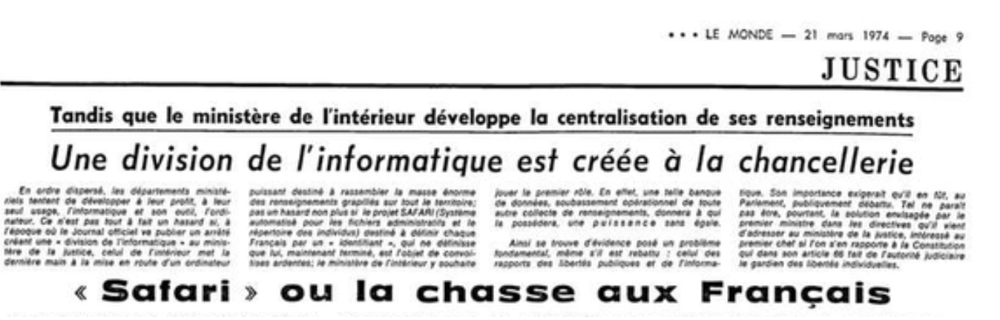 • • • LE MONDE — 21 mars 1974 — Page 9
JUSTICE
Tandis que le ministère de l'intérieur développe la centralisation de ses renseignements
Une division de l'informatique est créée à la chancellerie
En ordre dispersé, les départements ministé-
riels tentent de développer à leur profit, à leur
seul usage, l'informatique et son outil, l'ordi-
nateur. Ce n'est pas tout à fait un hasard si, à
l'époque où le Journal officiel va publier un arrêté
créant une « division de l'informatique » au minis-
tère de la justice, celui de l'intérieur met la
dernière main à la mise en route d'un ordinateur
puissant destiné à rassembler la masse énorme
des renseignements grapillés sur tout le territoire;
pas un hasard non plus si le projet SAFARI (Système
automatisé pour les fichiers administratifs et le
répertoire des individus) destiné à définir chaque
Français par un « identifiant », qui ne définisse
que lui, maintenant terminé, est l'objet de convoi-
tises ardentes; le ministère de l'intérieur y souhaite
jouer le premier rôle. En effet, une telle banque
de données, soubassement opérationnel de toute
autre collecte de renseignements, donnera à qui
la possédera, une puissance sans égale.
Ainsi se trouve d'évidence posé un problème
fondamental, même s'il est rebattu : celui des
rapports des libertés publiques et de l'informa-
tique. Son importance exigerait qu'il en fût, au
Parlement, publiquement débattu. Tel ne paraît
pas être, pourtant, la solution envisagée par le
premier ministre dans les directives qu'il vient
d'adresser au ministère de la justice, intéressé au
premier chef si l'on s'en rapporte à la Constitution
qui dans son article 66 fait de l'autorité judiciaire
le gardien des libertés individuelles.
« Safari » ou la chasse aux Français